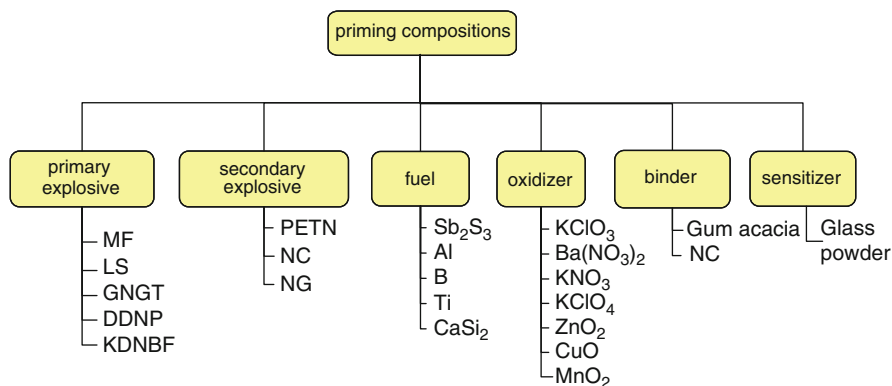 priming compositions
primary
explosive
MF
LS
GNGT
DDNP
KDNBF
secondary
explosive
PETN
NC
NG
fuel
Sb₂S₃
Al
B
Ti
CaSi₂
oxidizer
KClO₃
Ba(NO₃)₂
KNO₃
KClO₄
ZnO₂
CuO
MnO₂
binder
Gum acacia
NC
sensitizer
Glass
powder